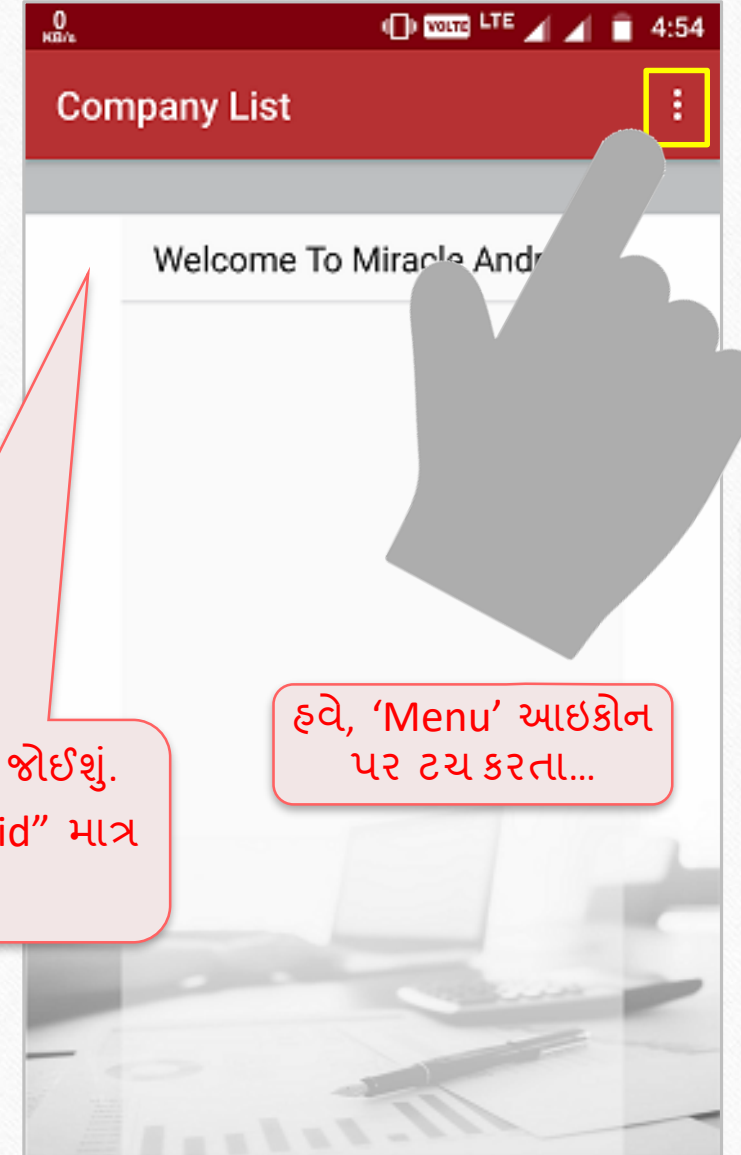 0
KB/s
VOLTE LTE 4:54
Company List
Welcome To Miracle
હવે, ‘Menu’ આઇકોન
પર ટચ કરતા...
જોઈશું.
id” માત્ર